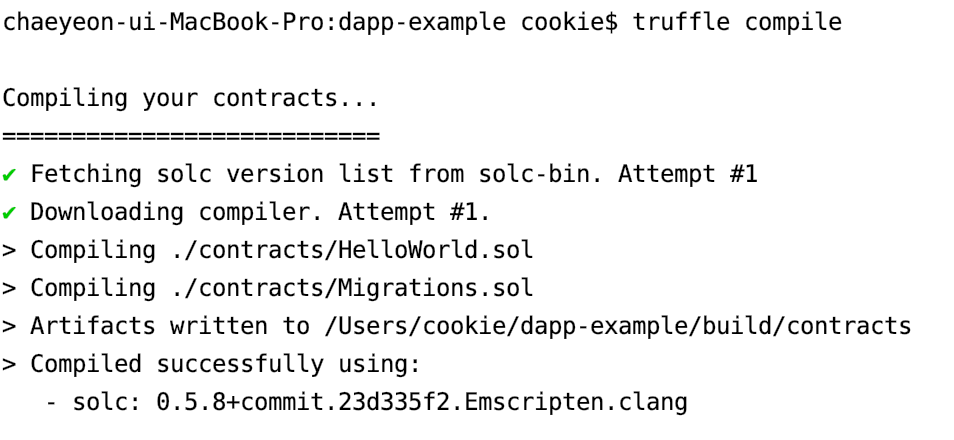 chaeyeon-ui-MacBook-Pro:dapp-example cookie$ truffle compile
Compiling your contracts...
===========================
✔ Fetching solc version list from solc-bin. Attempt #1
✔ Downloading compiler. Attempt #1.
> Compiling ./contracts/HelloWorld.sol
> Compiling ./contracts/Migrations.sol
> Artifacts written to /Users/cookie/dapp-example/build/contracts
> Compiled successfully using:
   - solc: 0.5.8+commit.23d335f2.Emscripten.clang